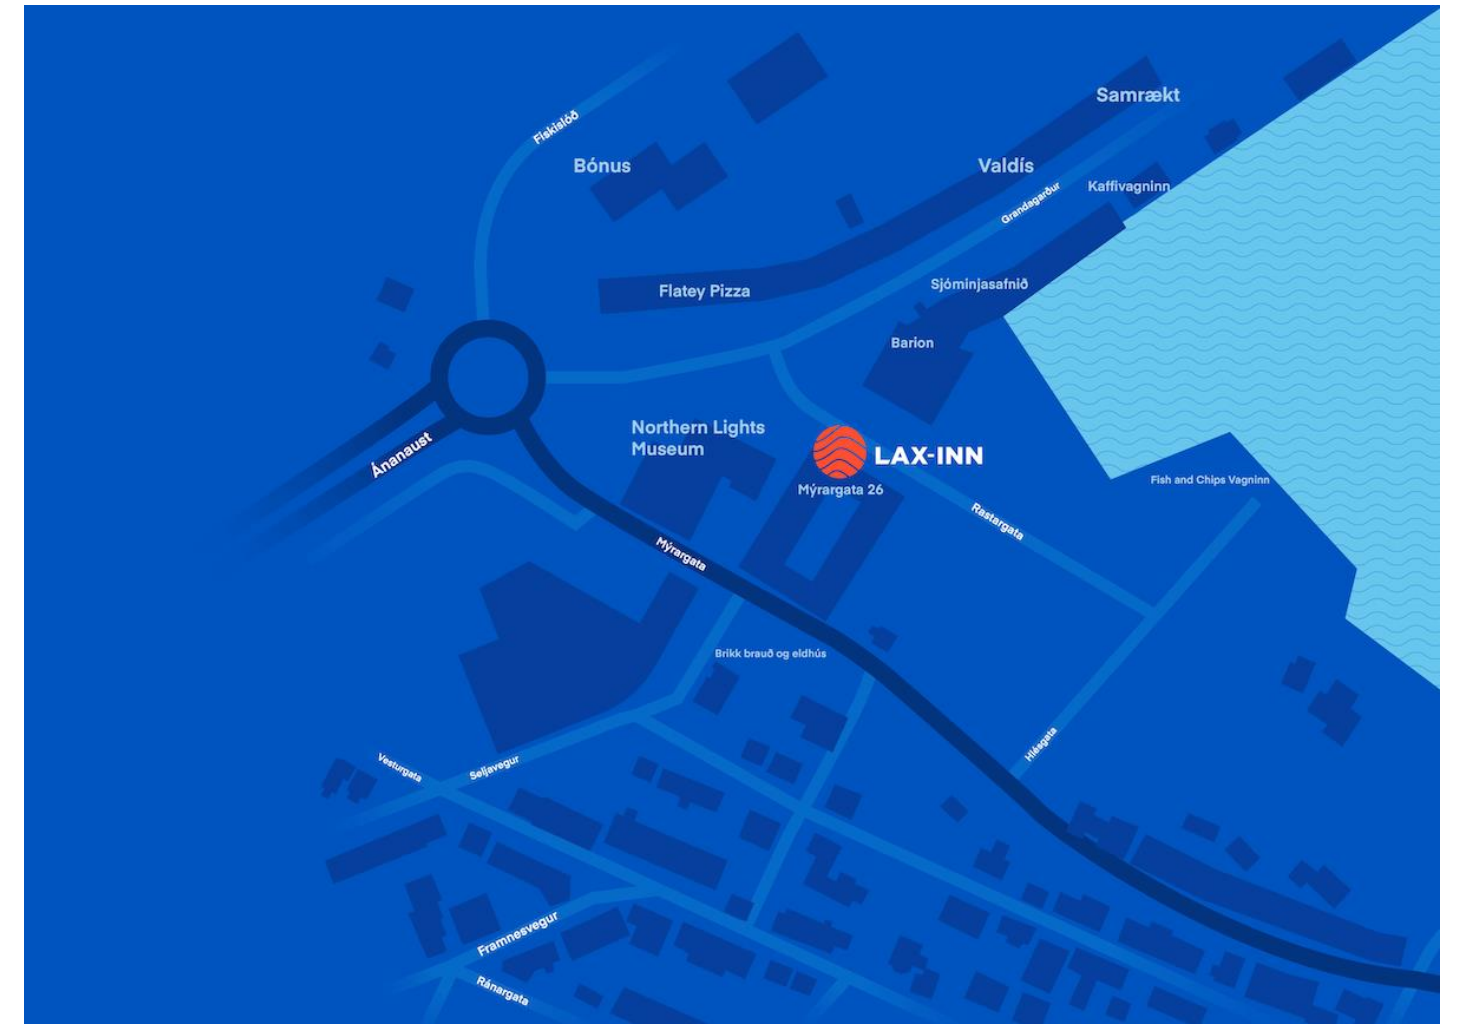 Samrækt
Fiskislóð
Bónus
Valdís
Kaffivagninn
Grandagarður
Flatey Pizza
Sjóminjasafnið
Barion
Northern Lights
Museum
Ánanaust
LAX-INN
Mýrargata 26
Fish and Chips Vagninn
Rastargata
Mýrargata
Brikk brauð og eldhús
Hlésgata
Vesturgata
Seljavegur
Framnesvegur
Ránargata